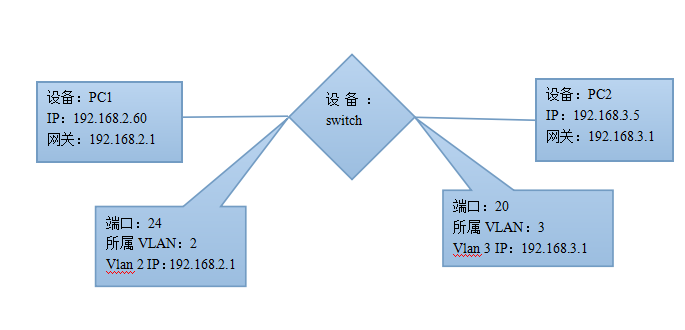 设备：PC1
IP：192.168.2.60
网关：192.168.2.1
设 备 ：
switch
设备：PC2
IP：192.168.3.5
网关：192.168.3.1
端口：24
所属 VLAN：2
Vlan 2 IP：192.168.2.1
端口：20
所属 VLAN：3
Vlan 3 IP：192.168.3.1